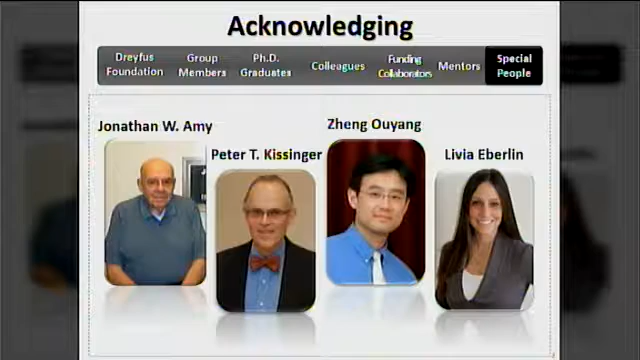 Acknowledging
Dreyfus Foundation
Group Members
Ph.D. Graduates
Colleagues
Funding Collaborators
Mentors
Special People
Jonathan W. Amy
Peter T. Kissinger
Zheng Ouyang
Livia Eberlin